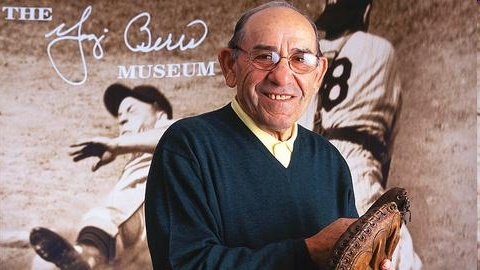 THE
Yogi Berra
MUSEUM
8